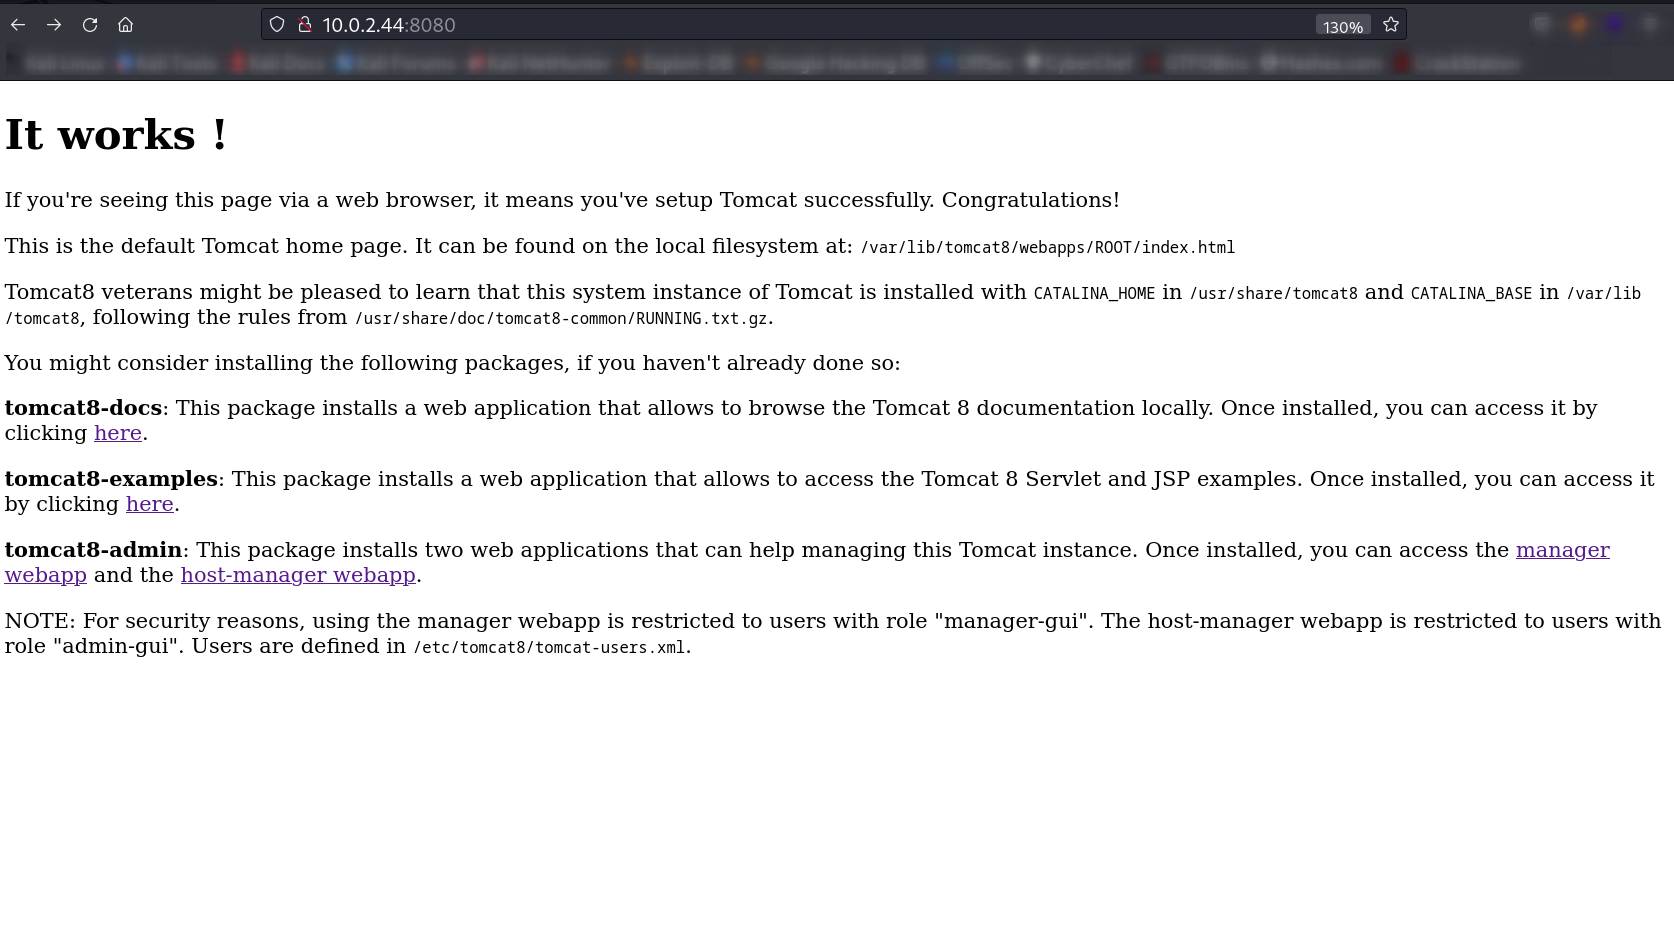 10.0.2.44:8080
130%
It works !
If you're seeing this page via a web browser, it means you've setup Tomcat successfully. Congratulations!
This is the default Tomcat home page. It can be found on the local filesystem at: /var/lib/tomcat8/webapps/ROOT/index.html
Tomcat8 veterans might be pleased to learn that this system instance of Tomcat is installed with CATALINA_HOME in /usr/share/tomcat8 and CATALINA_BASE in /var/lib
/tomcat8, following the rules from /usr/share/doc/tomcat8-common/RUNNING.txt.gz.
You might consider installing the following packages, if you haven't already done so:
tomcat8-docs: This package installs a web application that allows to browse the Tomcat 8 documentation locally. Once installed, you can access it by
clicking here.
tomcat8-examples: This package installs a web application that allows to access the Tomcat 8 Servlet and JSP examples. Once installed, you can access it
by clicking here.
tomcat8-admin: This package installs two web applications that can help managing this Tomcat instance. Once installed, you can access the manager
webapp and the host-manager webapp.
NOTE: For security reasons, using the manager webapp is restricted to users with role "manager-gui". The host-manager webapp is restricted to users with
role "admin-gui". Users are defined in /etc/tomcat8/tomcat-users.xml.